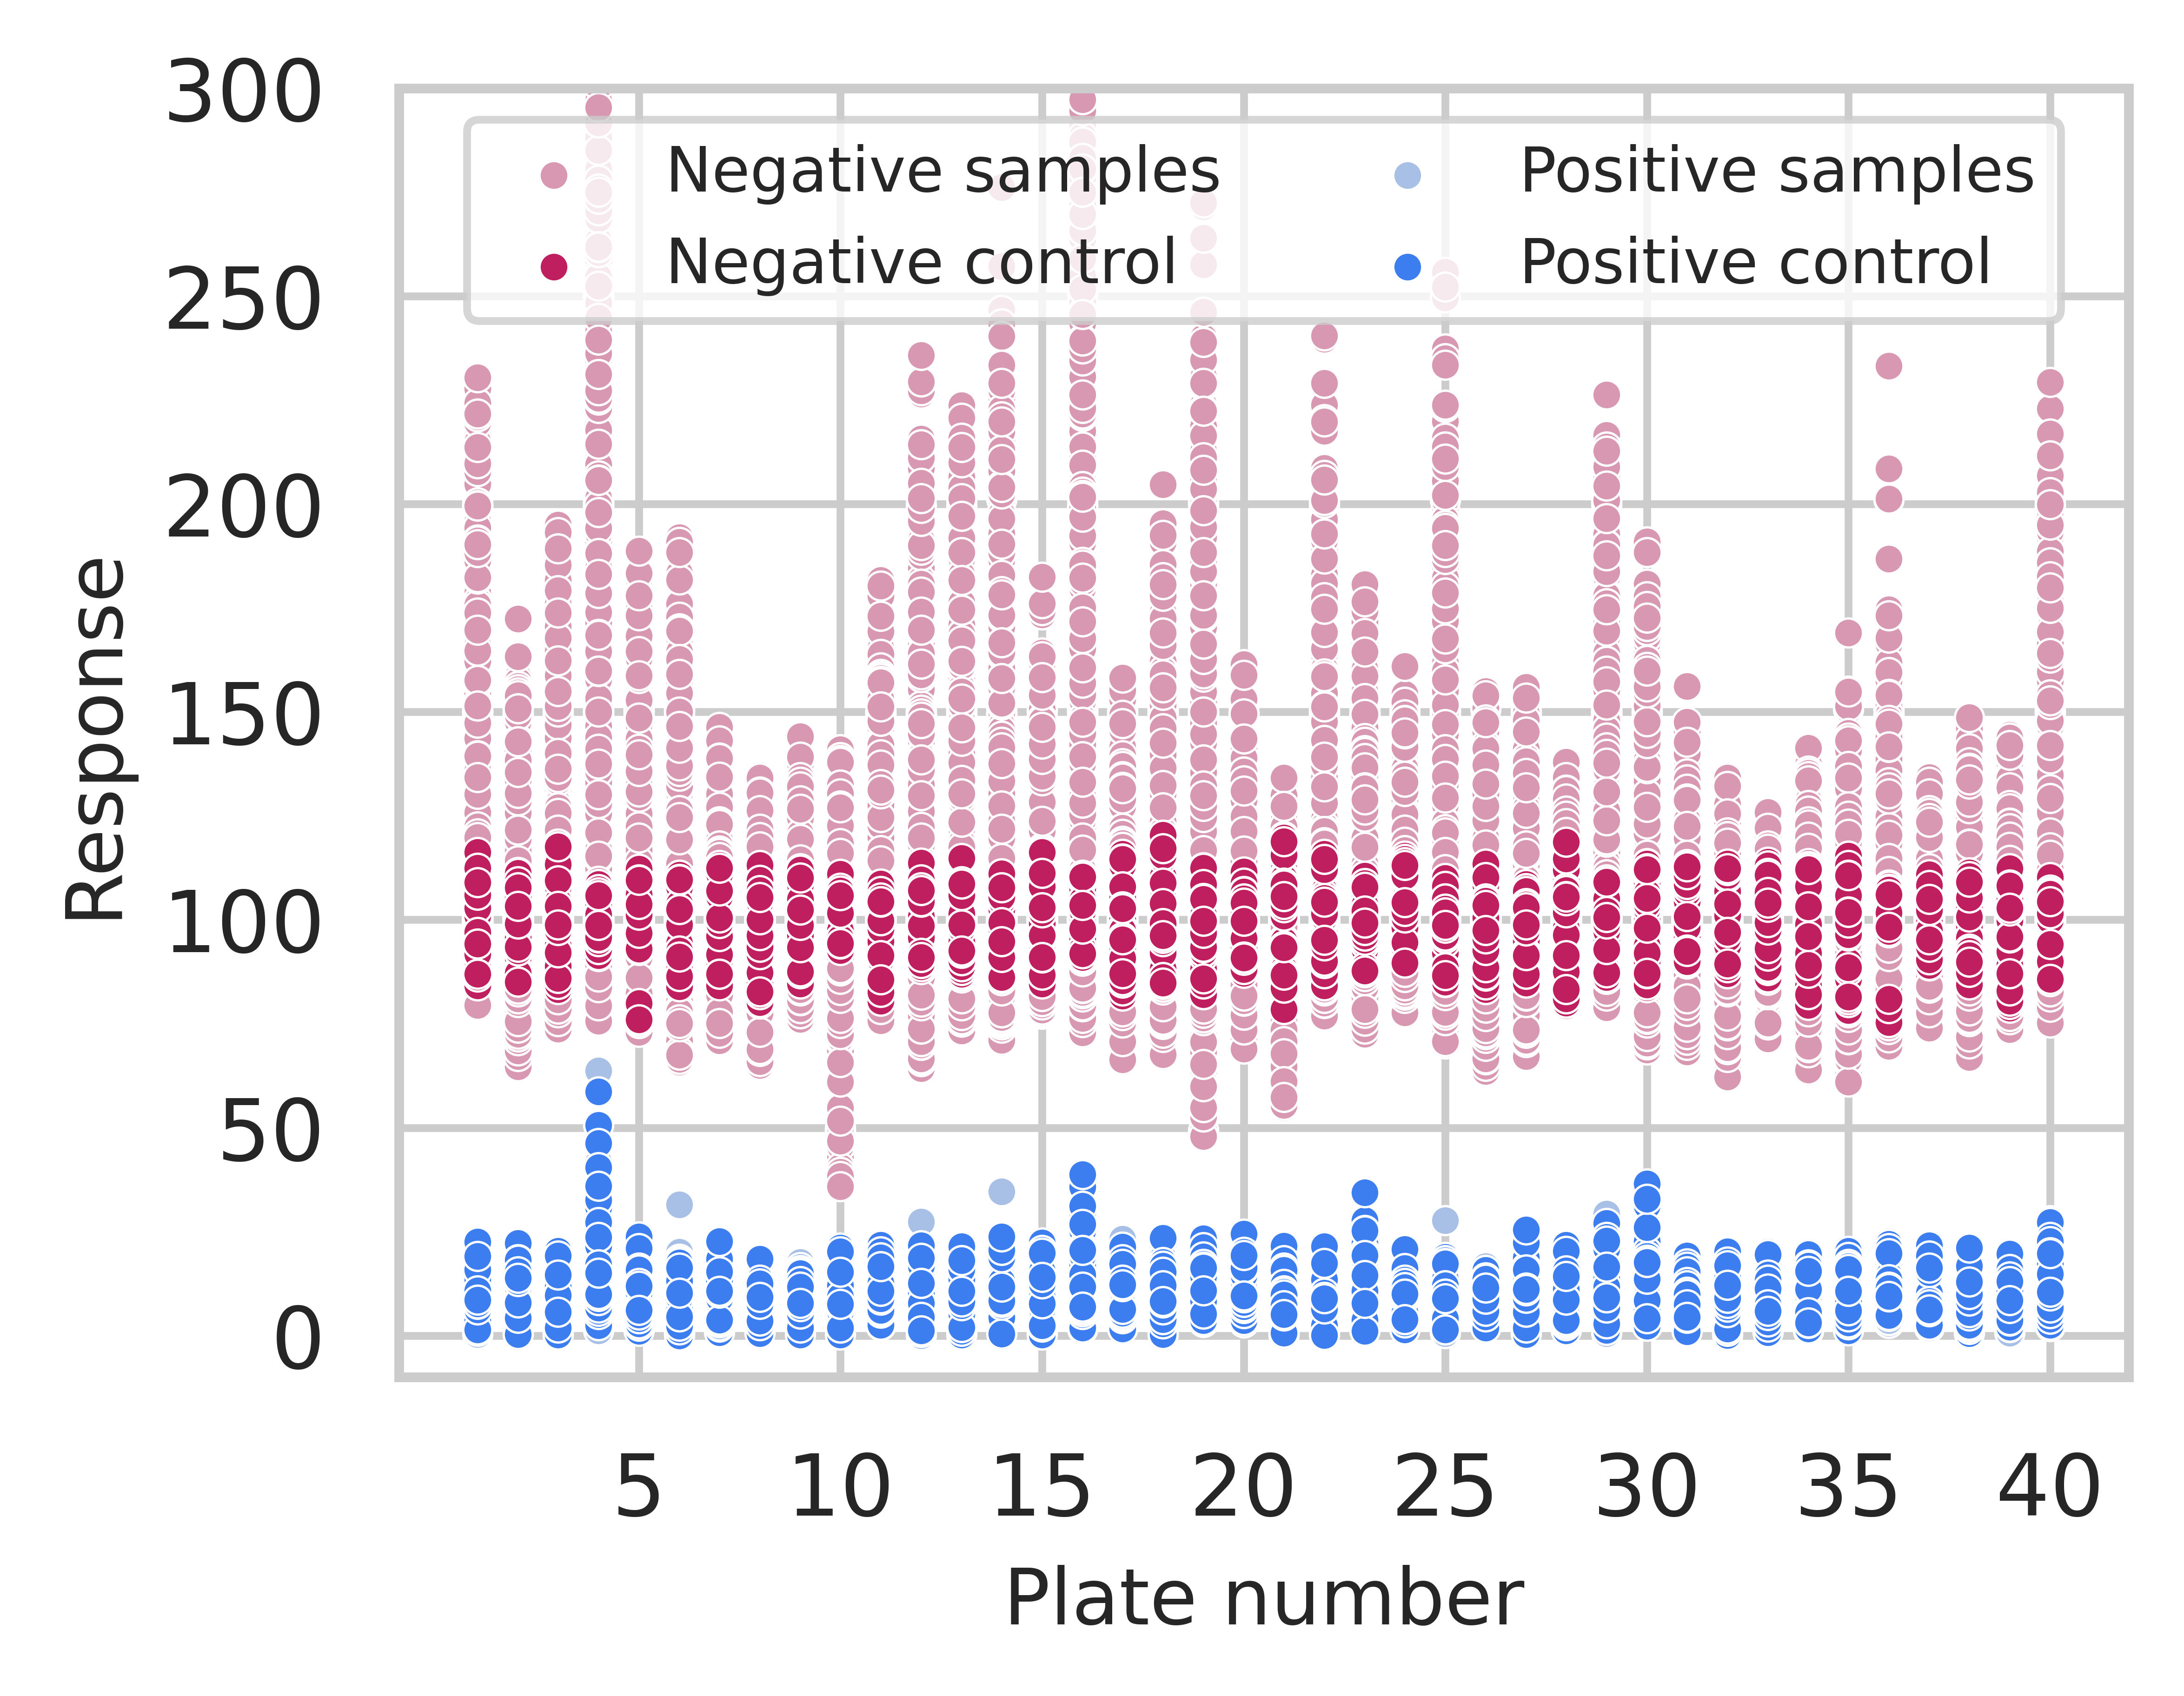 300
250
200
150
100
50
0
Response
Negative samples
Negative control
Positive samples
Positive control
5 10 15 20 25 30 35 40
Plate number